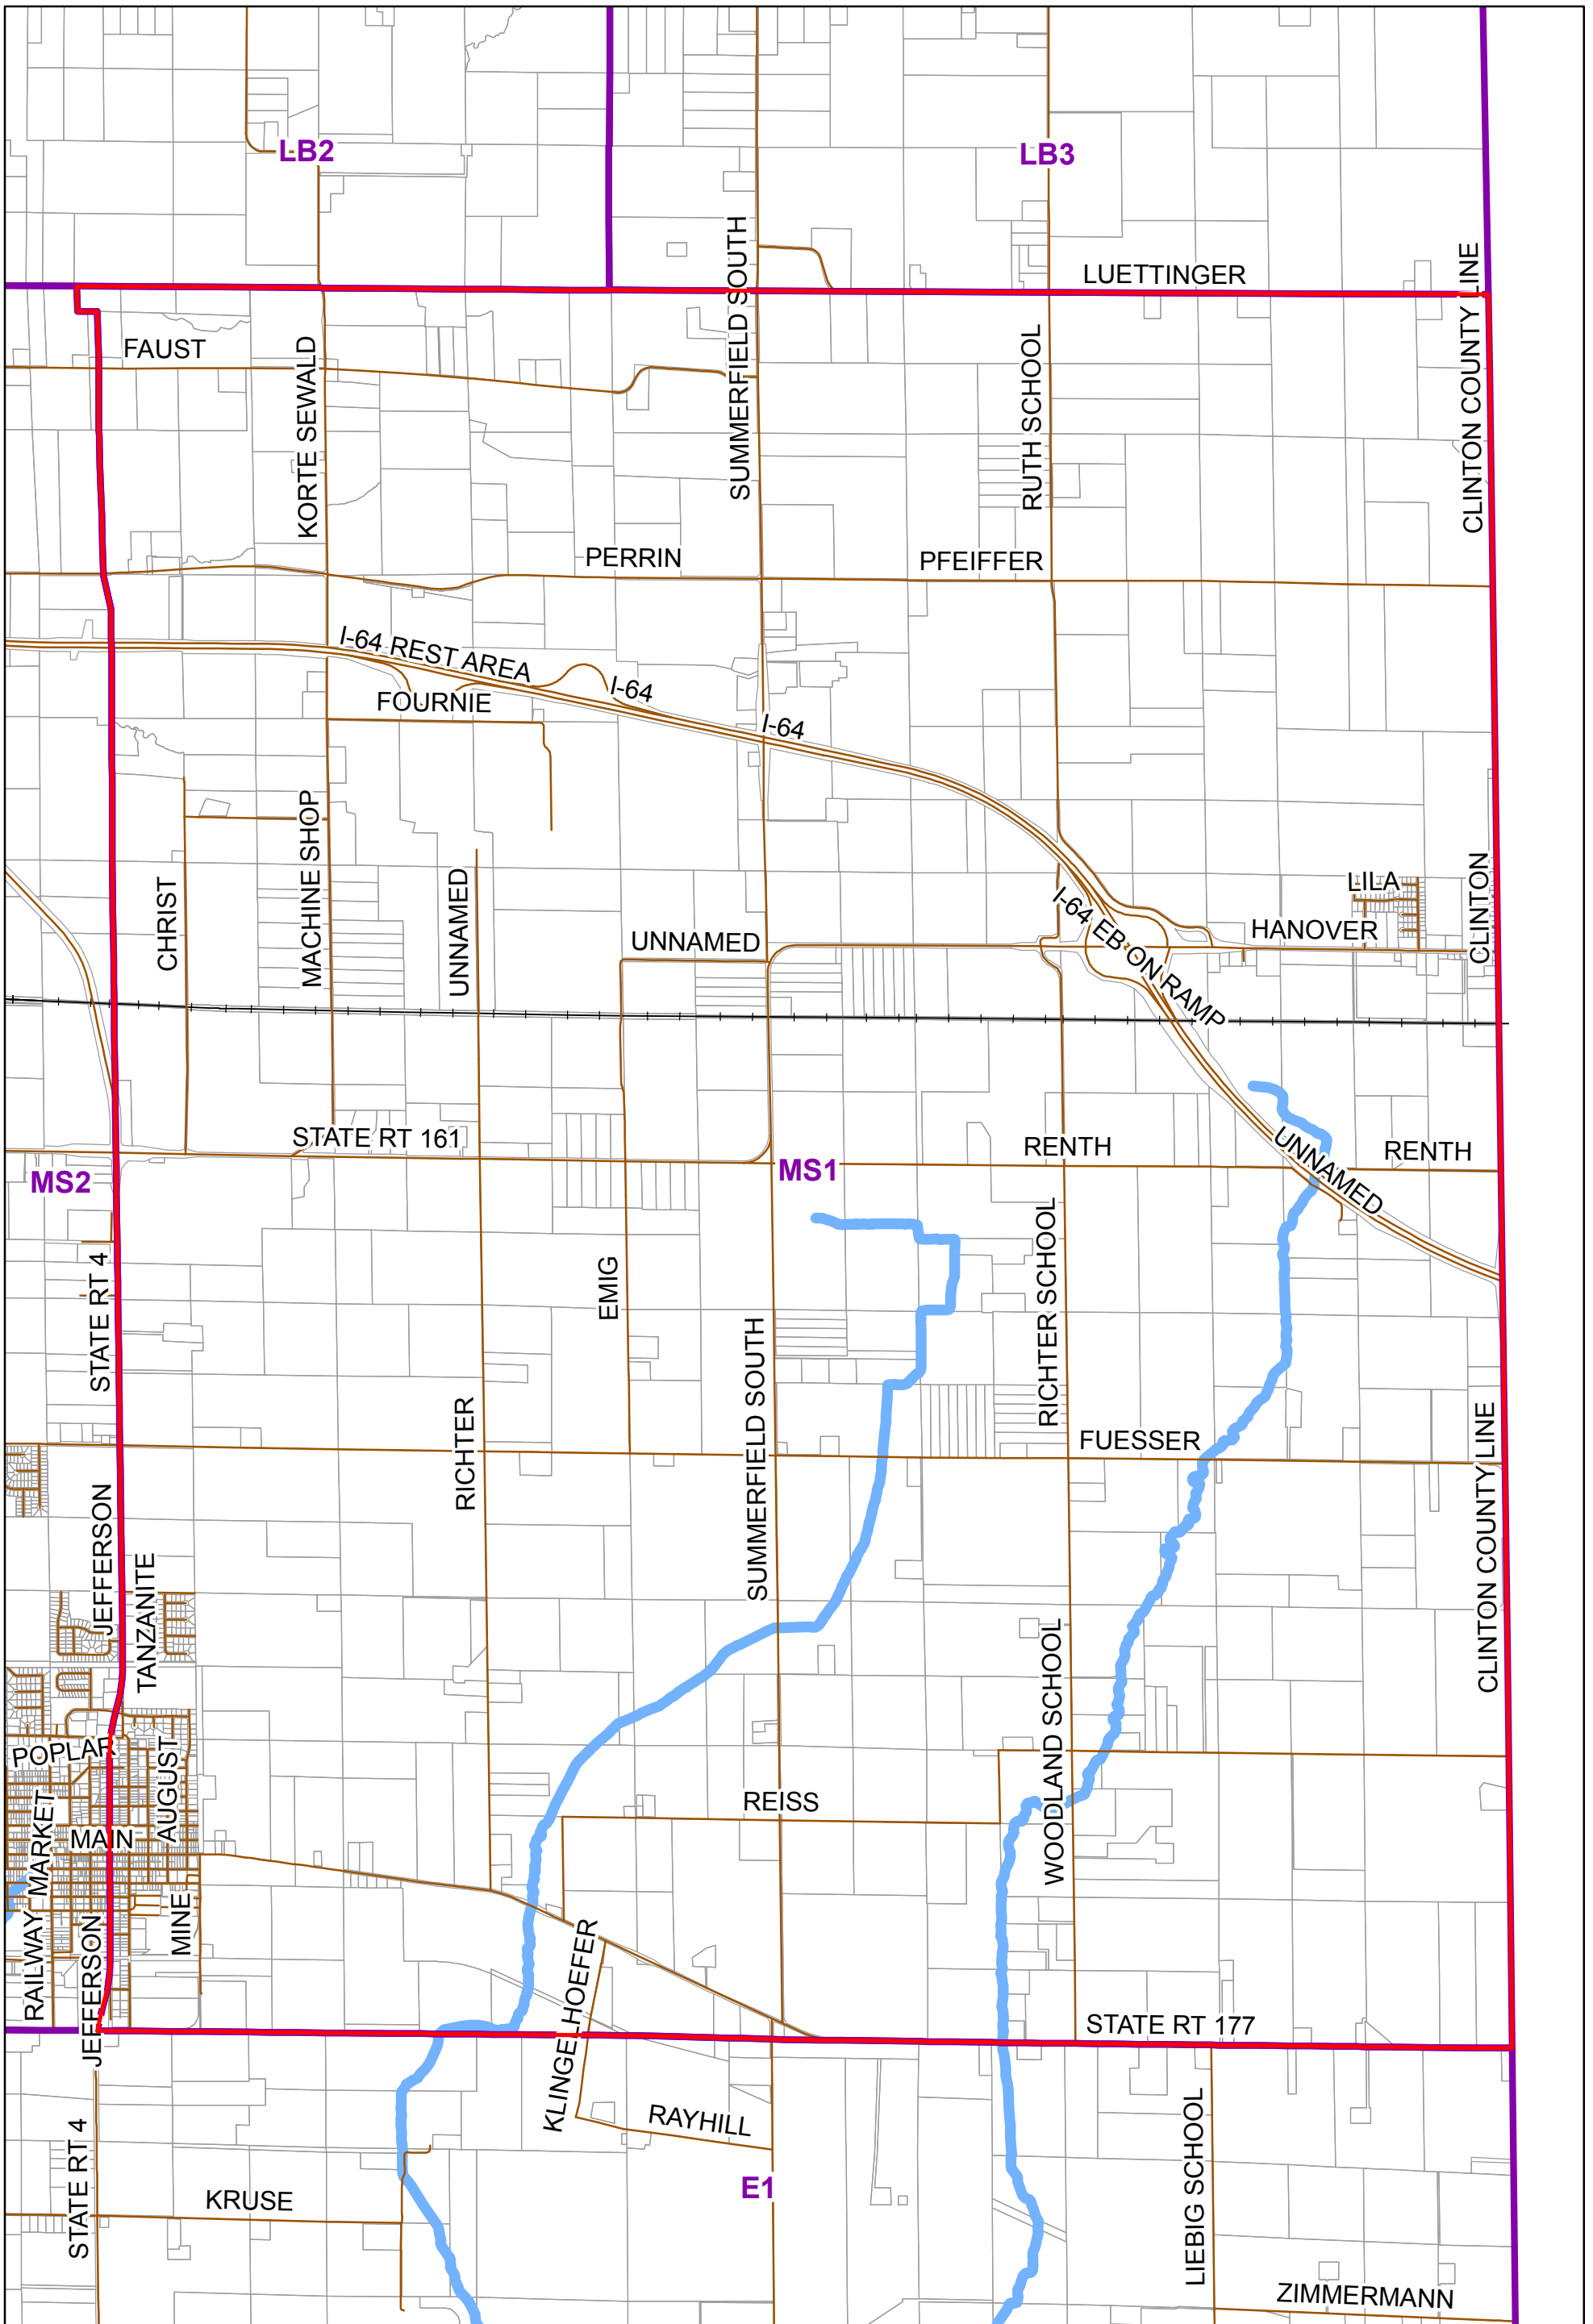 LB2
LB3
SUMMERFIELD SOUTH
LUETTINGER
CLINTON COUNTY LINE
FAUST
KORTE SEWALD
RUTH SCHOOL
PERRIN
PFEIFFER
I-64 REST AREA
I-64
FOURNIE
I-64
CHRIST
MACHINE SHOP
UNNAMED
UNNAMED
I-64 EB ON RAMP
LILA
HANOVER
CLINTON
STATE RT 161
RENTH
UNNAMED
RENTH
MS2
MS1
STATE RT 4
EMIG
RICHTER SCHOOL
SUMMERFIELD SOUTH
RICHTER
FUESSER
CLINTON COUNTY LINE
JEFFERSON
TANZANITE
WOODLAND SCHOOL
POPLAR
AUGUST
MARKET
MAIN
REISS
RAILWAY
MINE
JEFFERSON
KLINGELHOEFER
STATE RT 177
RAYHILL
STATE RT 4
LIEBIG SCHOOL
E1
KRUSE
ZIMMERMANN